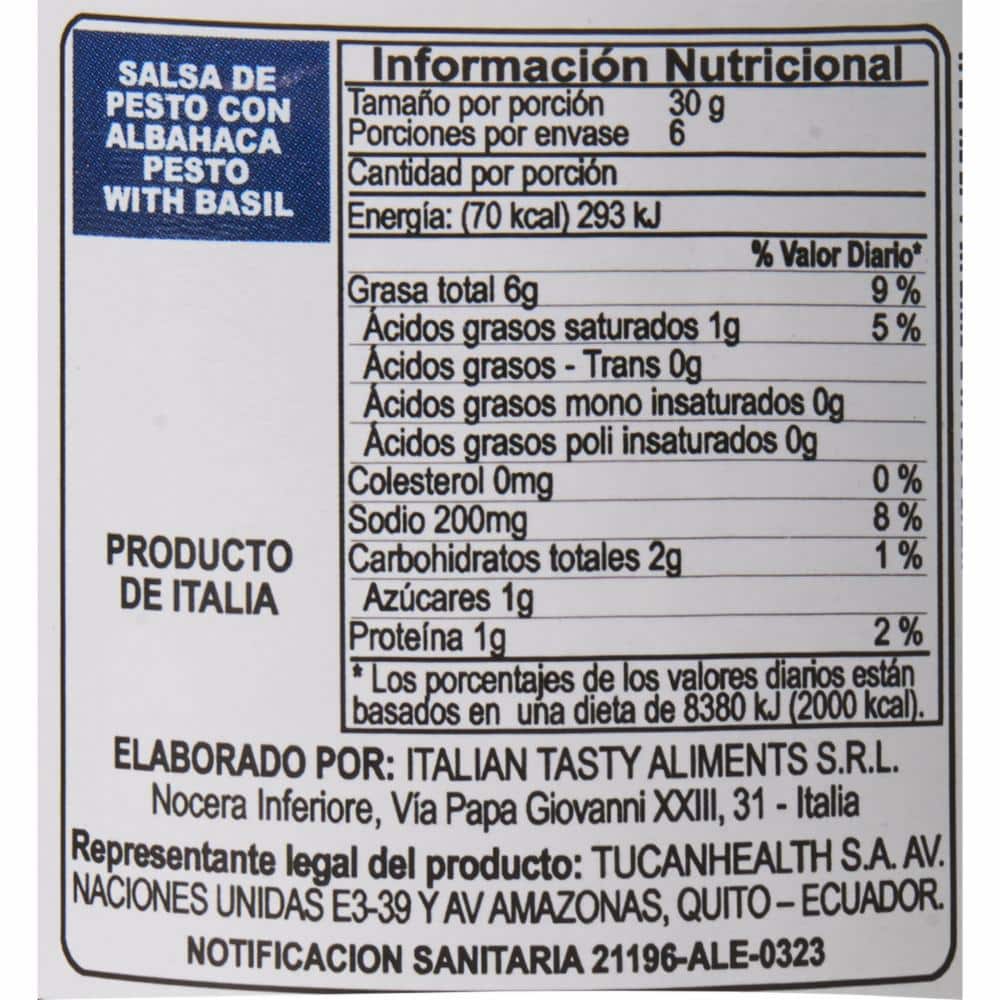 SALSA DE
PESTO CON
ALBAHACA
PESTO
WITH BASIL
Información Nutricional
Tamaño por porción 30 g
Porciones por envase 6
Cantidad por porción
Energía: (70 kcal) 293 kJ
% Valor Diario*
Grasa total 6g 9 %
Ácidos grasos saturados 1g 5 %
Ácidos grasos - Trans 0g
Ácidos grasos mono insaturados 0g
Ácidos grasos poli insaturados 0g
Colesterol 0mg 0 %
Sodio 200mg 8 %
Carbohidratos totales 2g 1 %
Azúcares 1g
Proteína 1g 2 %
* Los porcentajes de los valores diarios están
basados en una dieta de 8380 kJ (2000 kcal).
PRODUCTO
DE ITALIA
ELABORADO POR: ITALIAN TASTY ALIMENTS S.R.L.
Nocera Inferiore, Vía Papa Giovanni XXIII, 31 - Italia
Representante legal del producto: TUCANHEALTH S.A. AV.
NACIONES UNIDAS E3-39 Y AV AMAZONAS, QUITO – ECUADOR.
NOTIFICACION SANITARIA 21196-ALE-0323